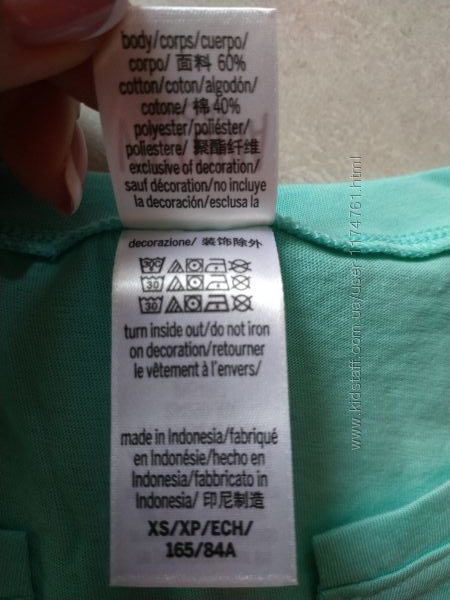 body/corps/cuerpo/
corpo/ 面料 60%
cotton/coton/algodón/
cotone/ 棉 40%
polyester/poliéster/
poliestere/ 聚酯纤维
exclusive of decoration/
sauf décoration/no incluye
la decoración/esclusa la
decorazione/ 装饰除外
30
30
turn inside out/do not iron
on decoration/retourner
le vêtement à l'envers/
made in Indonesia/fabriqué
en Indonésie/hecho en
Indonesia/fabbricato in
Indonesia/ 印尼制造
XS/XP/ECH/
165/84A
www.kidstaff.com.ua/user-1174761.html